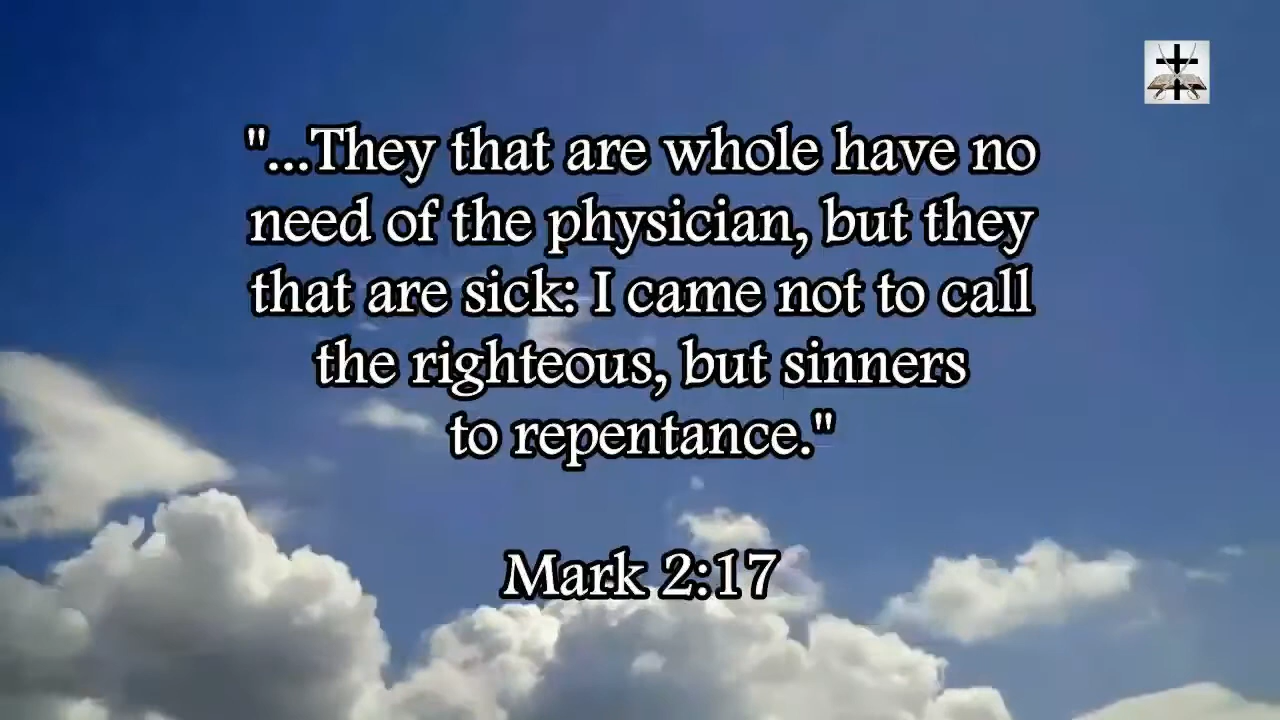 "...They that are whole have no
need of the physician, but they
that are sick: I came not to call
the righteous, but sinners
to repentance."
Mark 2:17